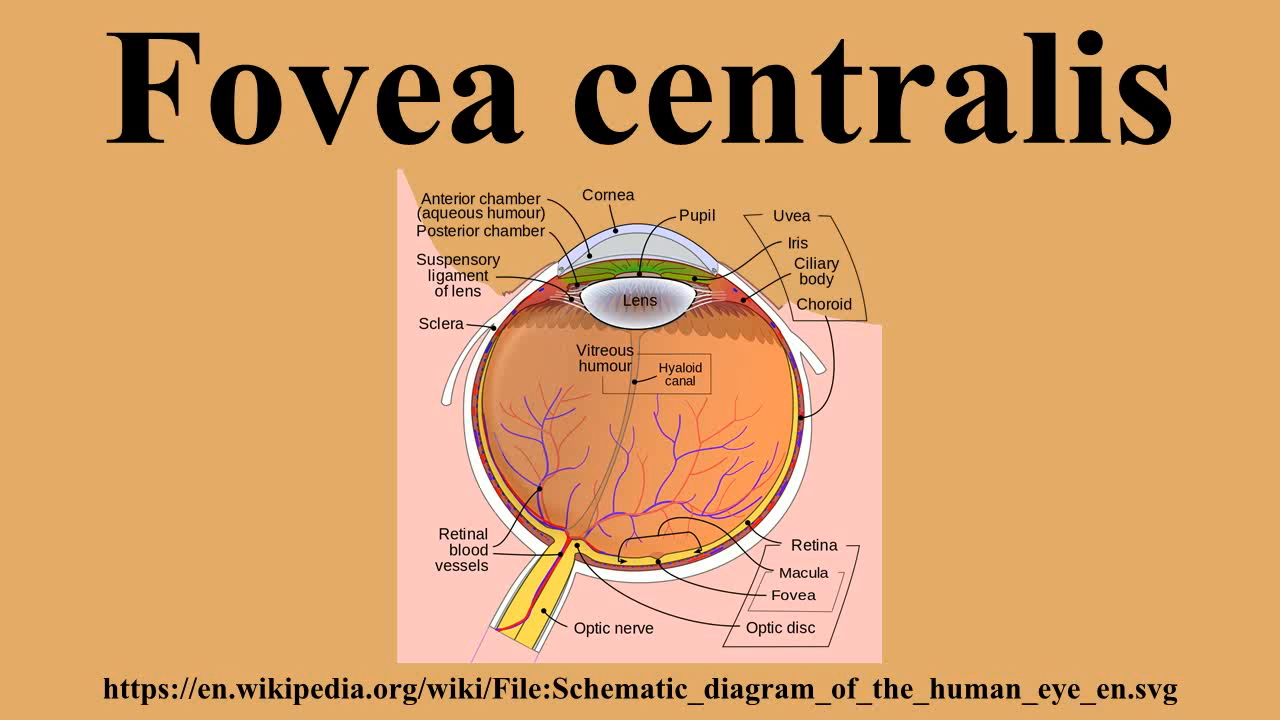 Fovea centralis
Anterior chamber
(aqueous humour)
Posterior chamber
Suspensory
ligament
of lens
Sclera
Cornea
Pupil
Uvea
Iris
Ciliary
body
Choroid
Lens
Vitreous
humour
Hyaloid
canal
Retinal
blood
vessels
Optic nerve
Retina
Macula
Fovea
Optic disc
https://en.wikipedia.org/wiki/File:Schematic_diagram_of_the_human_eye_en.svg